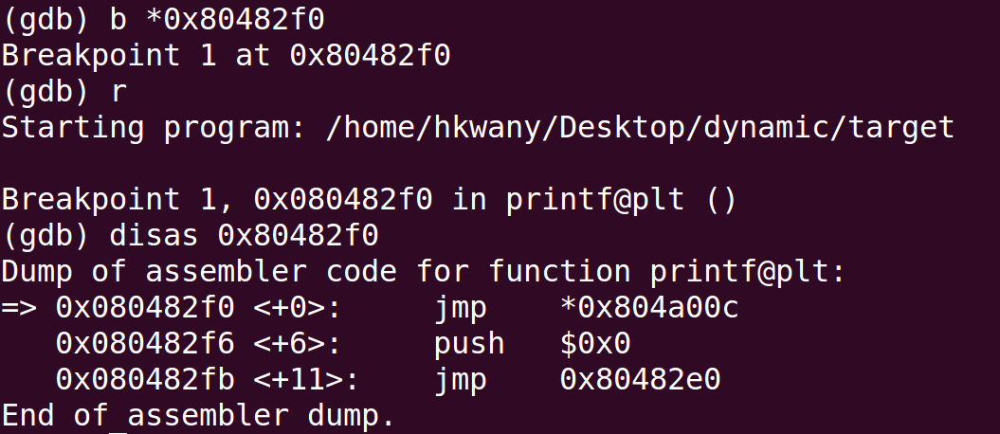 (gdb) b *0x80482f0
Breakpoint 1 at 0x80482f0
(gdb) r
Starting program: /home/hkwany/Desktop/dynamic/target
Breakpoint 1, 0x080482f0 in printf@plt ()
(gdb) disas 0x80482f0
Dump of assembler code for function printf@plt:
=> 0x080482f0 <+0>:     jmp    *0x804a00c
   0x080482f6 <+6>:     push   $0x0
   0x080482fb <+11>:    jmp    0x80482e0
End of assembler dump.